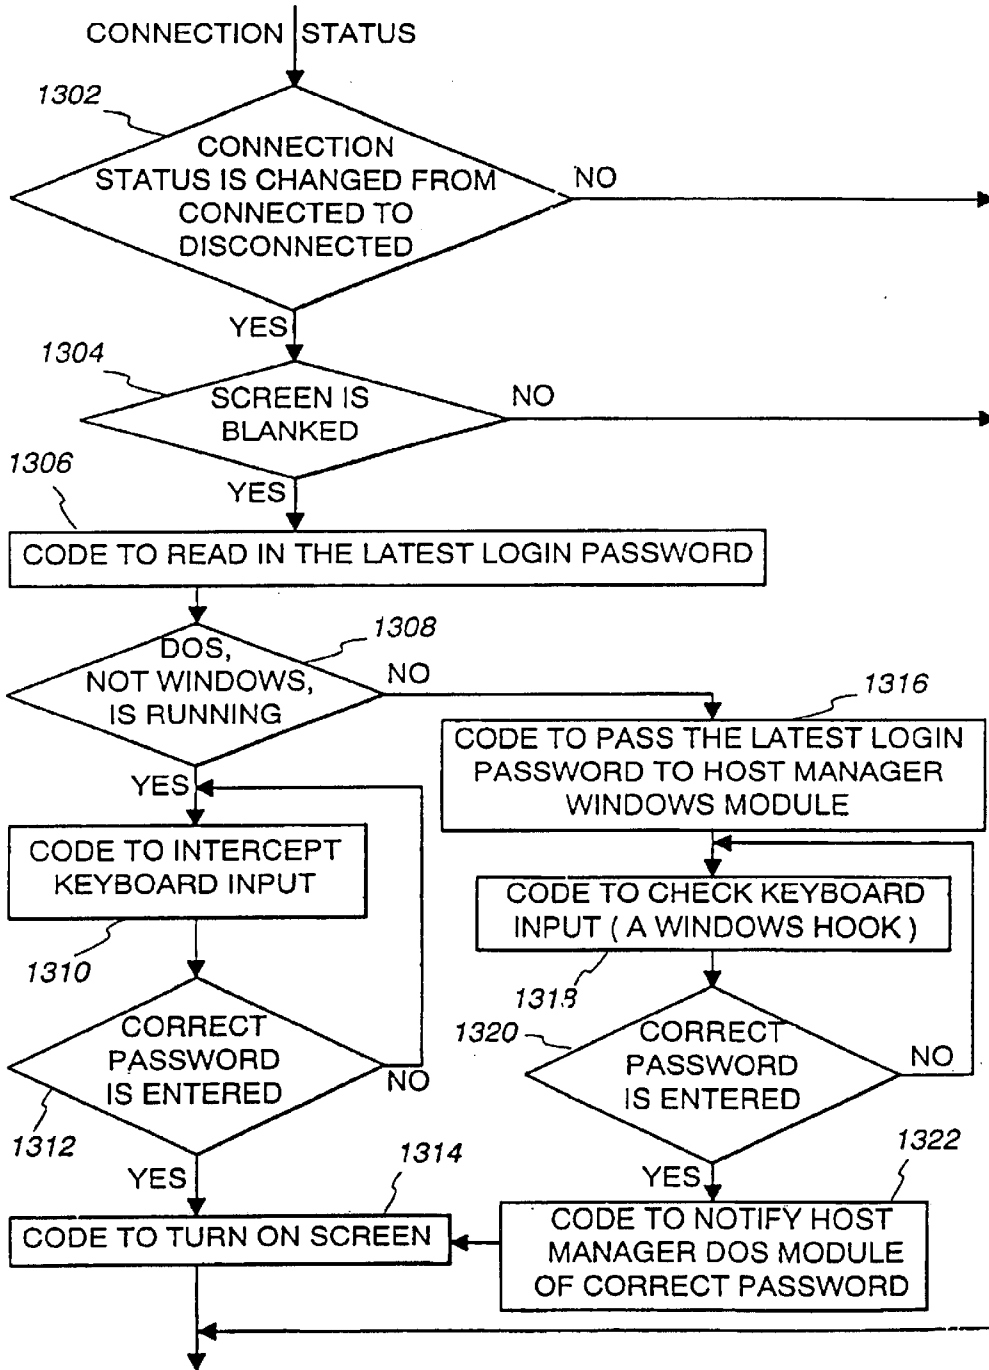 CONNECTION STATUS
1302
CONNECTION
STATUS IS CHANGED FROM
CONNECTED TO
DISCONNECTED
NO
YES
1304
SCREEN IS
BLANKED
NO
YES
1306
CODE TO READ IN THE LATEST LOGIN PASSWORD
DOS,
NOT WINDOWS,
IS RUNNING
1308
NO
YES
1316
CODE TO PASS THE LATEST LOGIN
PASSWORD TO HOST MANAGER
WINDOWS MODULE
CODE TO INTERCEPT
KEYBOARD INPUT
1310
CODE TO CHECK KEYBOARD
INPUT ( A WINDOWS HOOK )
1318
CORRECT
PASSWORD
IS ENTERED
NO
1312
YES
1320
CORRECT
PASSWORD
IS ENTERED
NO
YES
1314
CODE TO TURN ON SCREEN
1322
CODE TO NOTIFY HOST
MANAGER DOS MODULE
OF CORRECT PASSWORD